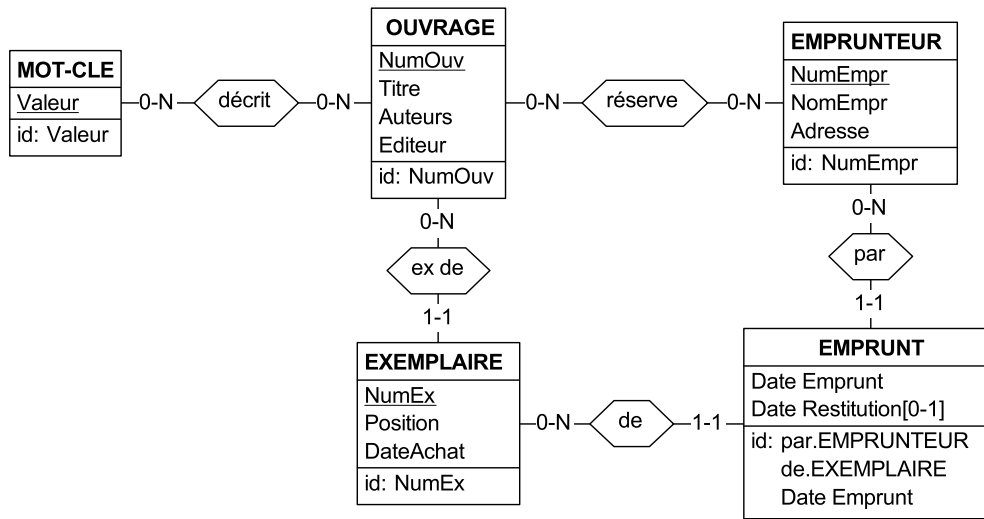 MOT-CLE
Valeur
id: Valeur
0-N
décrit
0-N
OUVRAGE
NumOuv
Titre
Auteurs
Editeur
id: NumOuv
0-N
réserve
0-N
EMPRUNTEUR
NumEmpr
NomEmpr
Adresse
id: NumEmpr
0-N
ex de
1-1
0-N
par
1-1
EXEMPLAIRE
NumEx
Position
DateAchat
id: NumEx
0-N
de
1-1
EMPRUNT
Date Emprunt
Date Restitution[0-1]
id: par.EMPRUNTEUR
de.EXEMPLAIRE
Date Emprunt